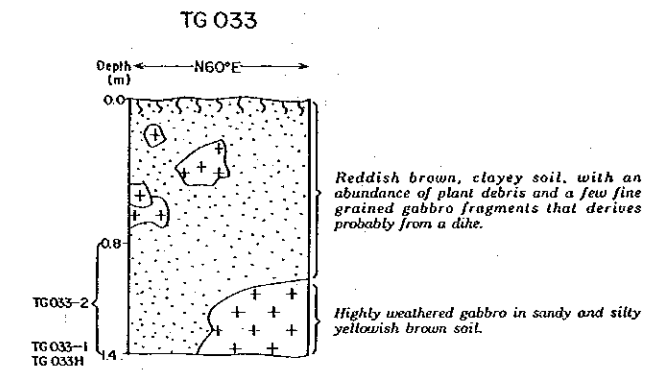 TG 033
Depth
(m)
N60°E
0.0
Reddish brown, clayey soil, with an
abundance of plant debris and a few fine
grained gabbro fragments that derives
probably from a dike.
0.8
TG033-2
Highly weathered gabbro in sandy and silty
yellowish brown soil.
TG 033-1
TG 033H
1.4